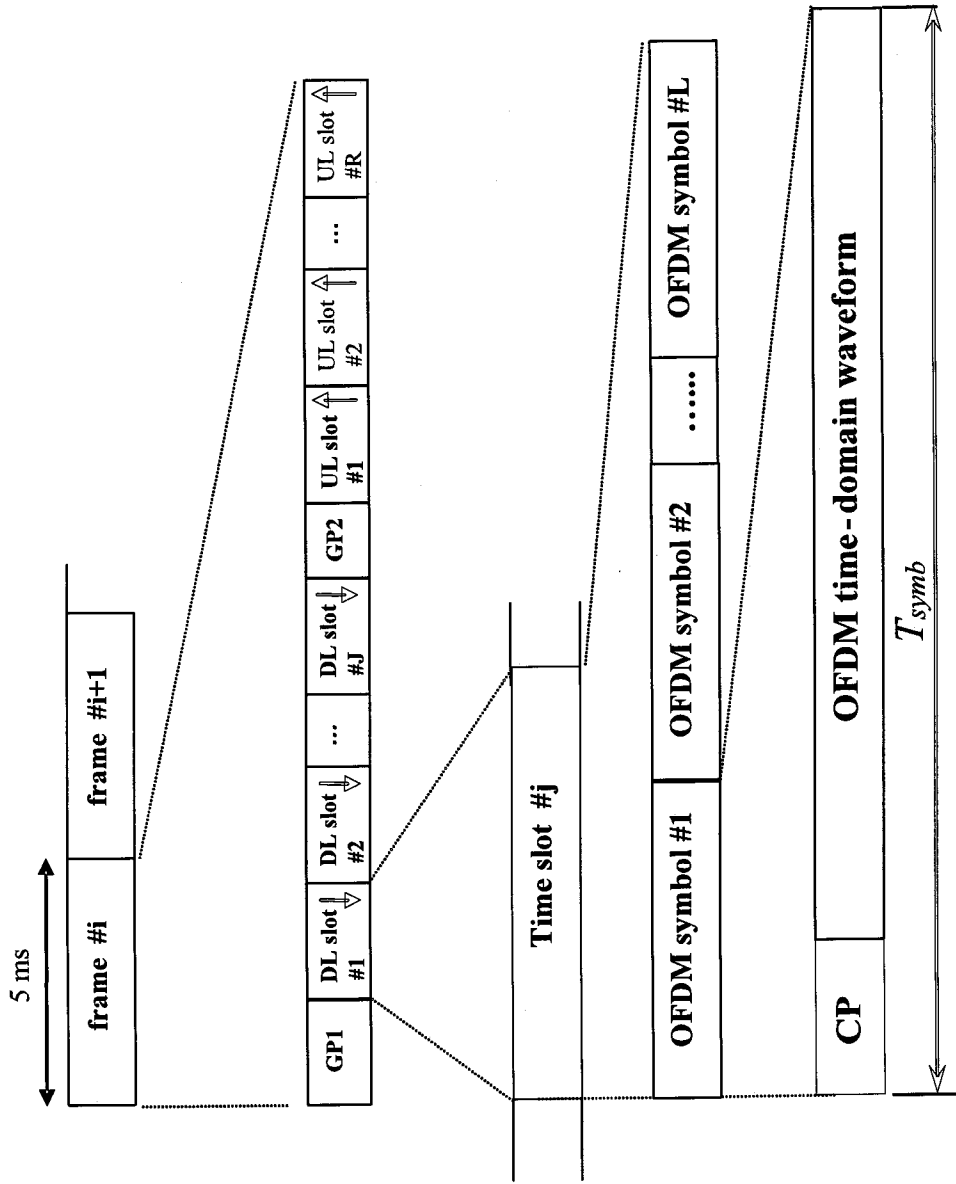 5 ms
frame #i
frame #i+1
GP1
DL slot
#1
DL slot
#2
...
DL slot
#J
GP2
UL slot
#1
UL slot
#2
...
UL slot
#R
Time slot #j
OFDM symbol #1
OFDM symbol #2
......
OFDM symbol #L
CP
OFDM time-domain waveform
T_symb